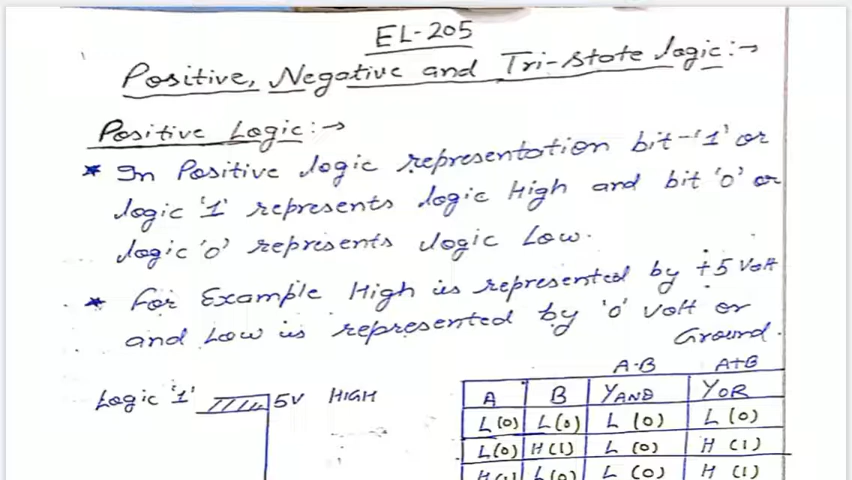 EL-205
Positive, Negative and Tri-state logic:→
Positive Logic:→
* In Positive logic representation bit-'1' or
logic '1' represents logic High and bit '0' or
logic '0' represents logic Low.
* For Example High is represented by +5 Volt
and Low is represented by '0' Volt or
Ground.
A·B A+B
Logic '1' 5V HIGH
A B YAND YOR
L(0) L(0) L (0) L (0)
L(0) H(1) L (0) H (1)
H(1) L(0) L (0) H (1)